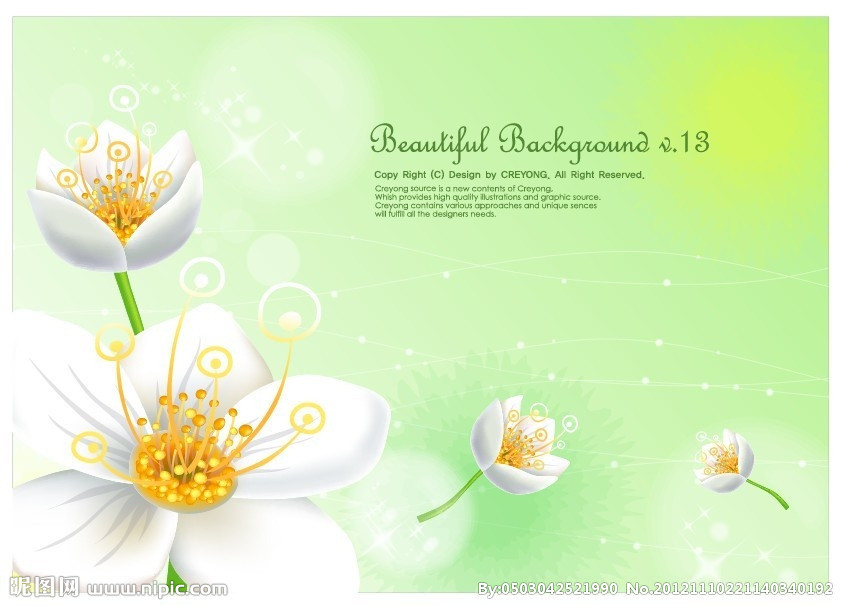 Beautiful Background v.13
Copy Right (C) Design by CREYONG. All Right Reserved.
Creyong source is a new contents of Creyong,
Whish provides high quality illustrations and graphic source.
Creyong contains various approaches and unique sences
will fulfill all the designers needs.
昵图网 www.nipic.com
By:0503042521990 No.20121110221140340192